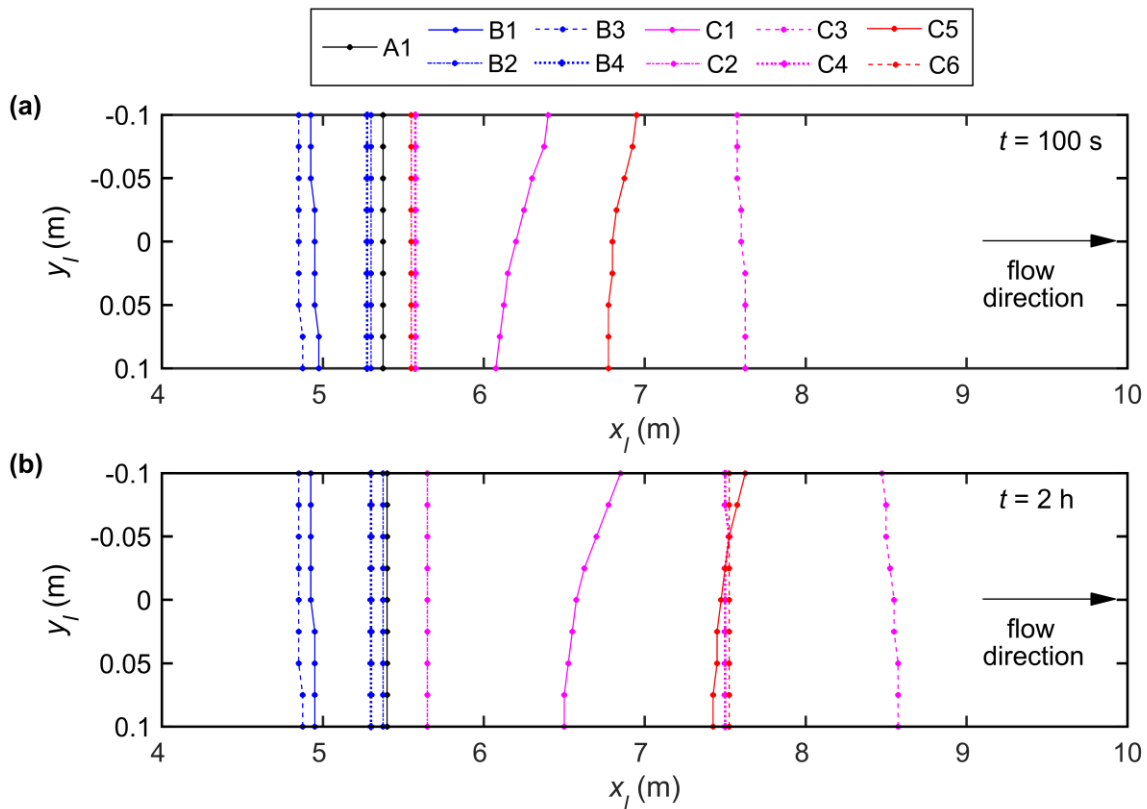 A1 B1 B3 C1 C3 C5
B2 B4 C2 C4 C6
(a)
-0.1
-0.05
0
0.05
0.1
y_l (m)
t = 100 s
flow
direction
4 5 6 7 8 9 10
x_l (m)
(b)
-0.1
-0.05
0
0.05
0.1
y_l (m)
t = 2 h
flow
direction
4 5 6 7 8 9 10
x_l (m)